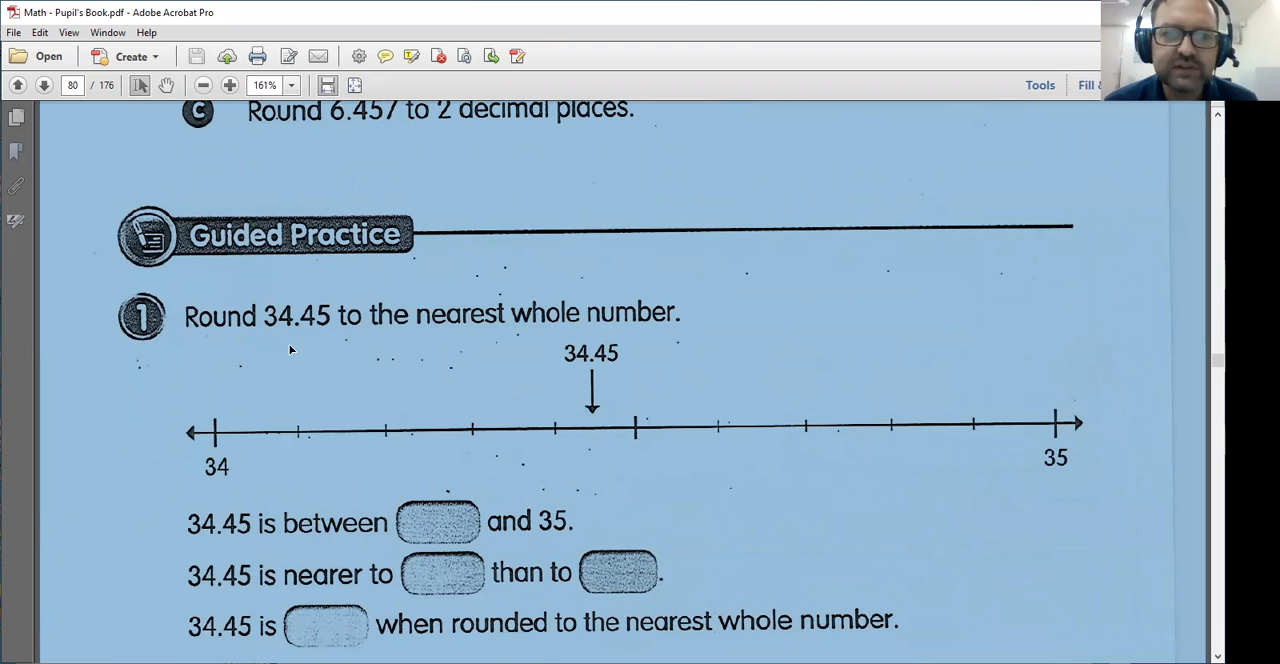 Math - Pupil's Book.pdf - Adobe Acrobat Pro
File Edit View Window Help
Open Create
80 / 176 161% Tools Fill &
C Round 6.457 to 2 decimal places.
Guided Practice
1 Round 34.45 to the nearest whole number.
34.45
34 35
34.45 is between and 35.
34.45 is nearer to than to .
34.45 is when rounded to the nearest whole number.